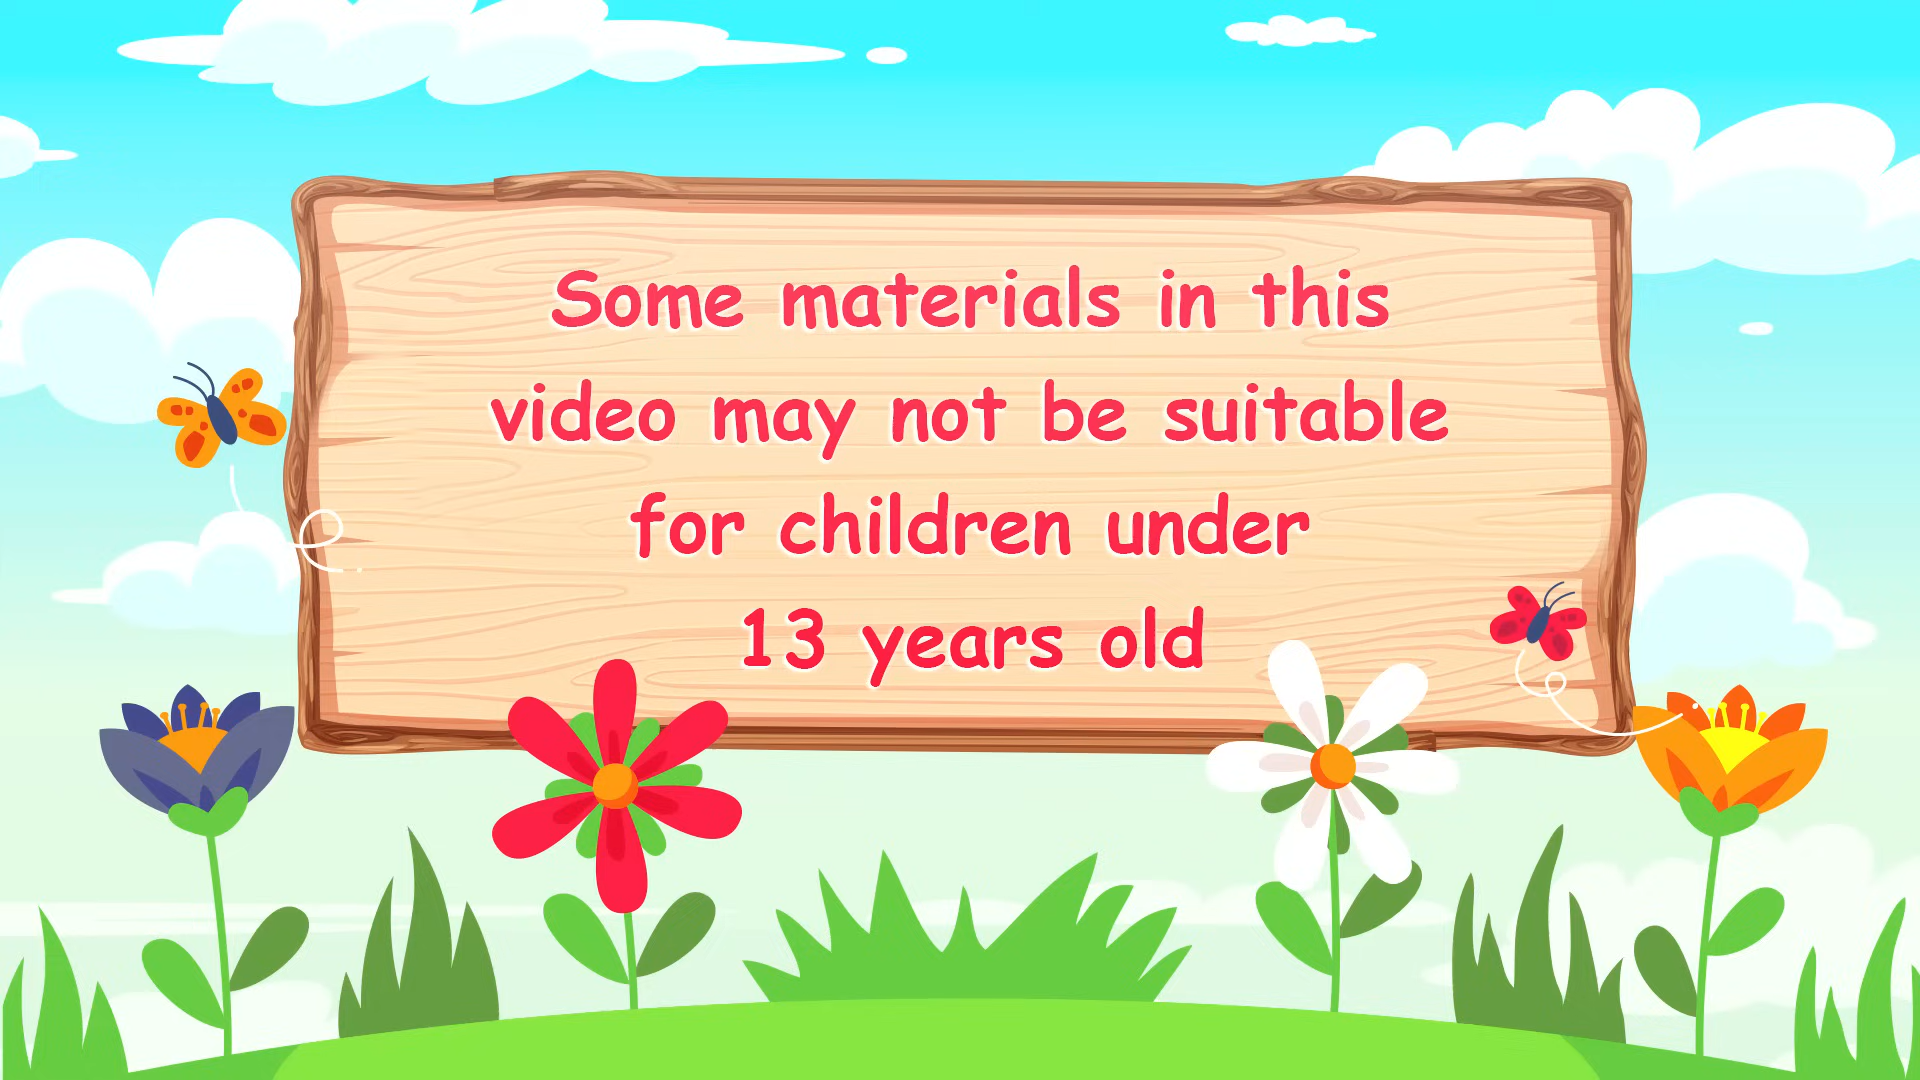 Some materials in this
video may not be suitable
for children under
13 years old